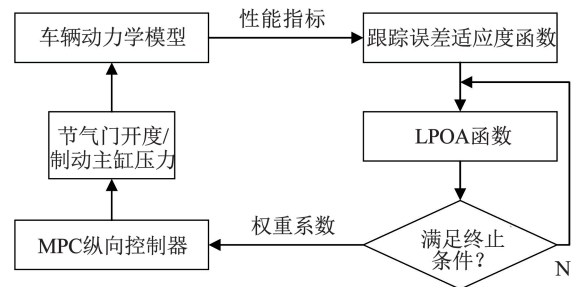 车辆动力学模型
性能指标
跟踪误差适应度函数
节气门开度/
制动主缸压力
LPOA函数
MPC纵向控制器
权重系数
满足终止
条件？
N